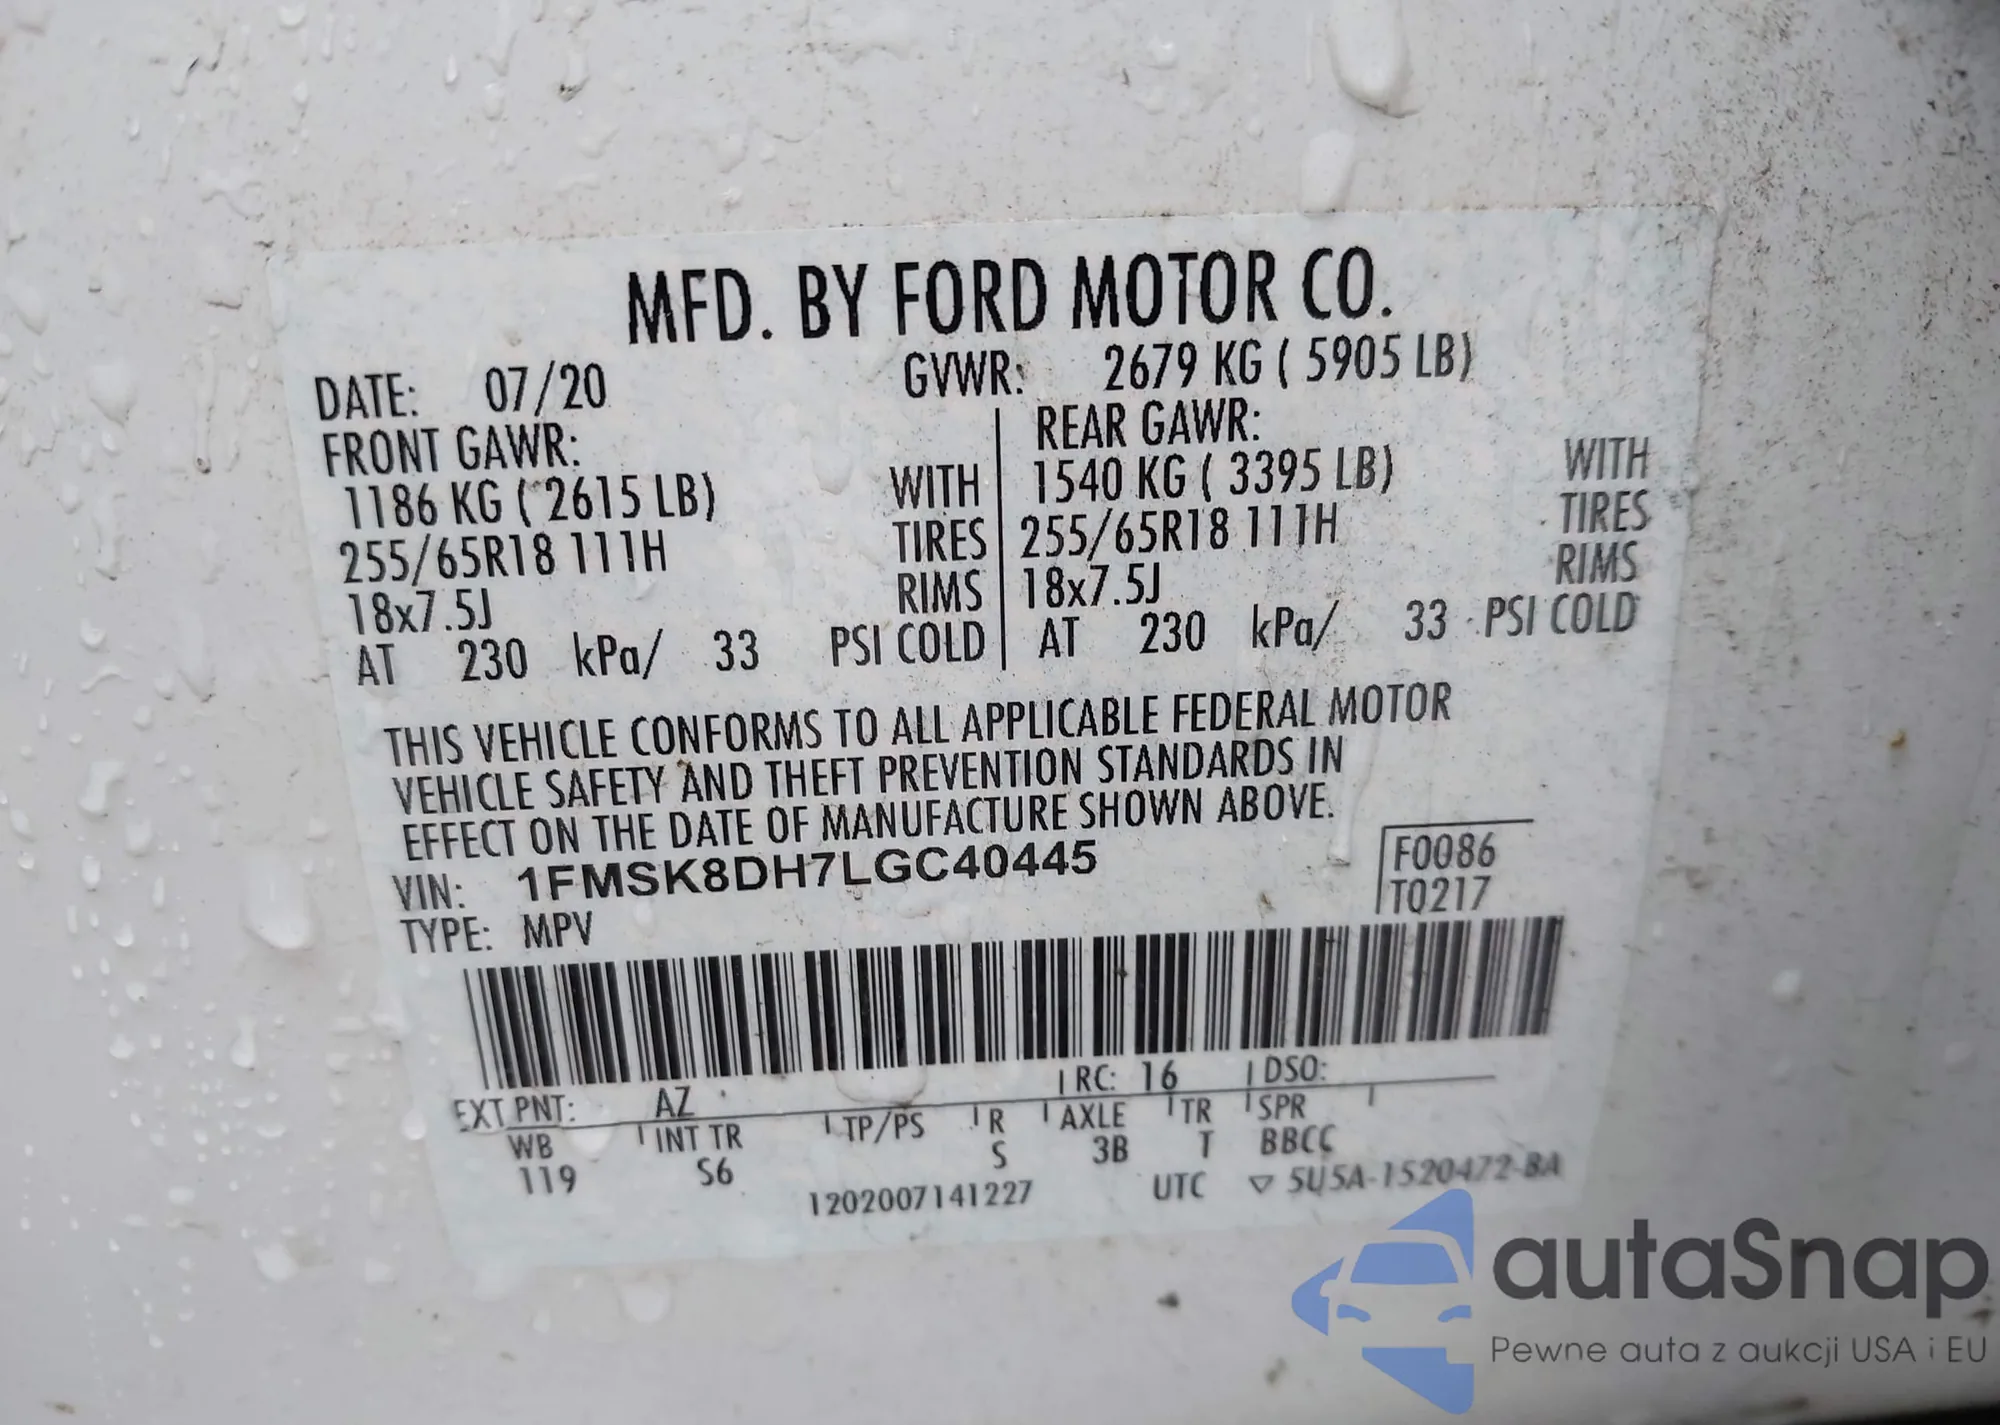 MFD. BY FORD MOTOR CO.
DATE: 07/20 GVWR: 2679 KG ( 5905 LB)
FRONT GAWR: REAR GAWR:
1186 KG ( 2615 LB) WITH 1540 KG ( 3395 LB) WITH
255/65R18 111H TIRES 255/65R18 111H TIRES
18x7.5J RIMS 18x7.5J RIMS
AT 230 kPa/ 33 PSI COLD AT 230 kPa/ 33 PSI COLD
THIS VEHICLE CONFORMS TO ALL APPLICABLE FEDERAL MOTOR
VEHICLE SAFETY AND THEFT PREVENTION STANDARDS IN
EFFECT ON THE DATE OF MANUFACTURE SHOWN ABOVE.
VIN: 1FMSK8DH7LGC40445 F0086
TYPE: MPV T0217
EXT PNT: AZ RC: 16 DSO:
WB INT TR TP/PS R AXLE TR SPR
119 S6 S 3B T BBCC
1202007141227 UTC ▽ 5U5A-1520472-BA
autaSnap
Pewne auta z aukcji USA i EU